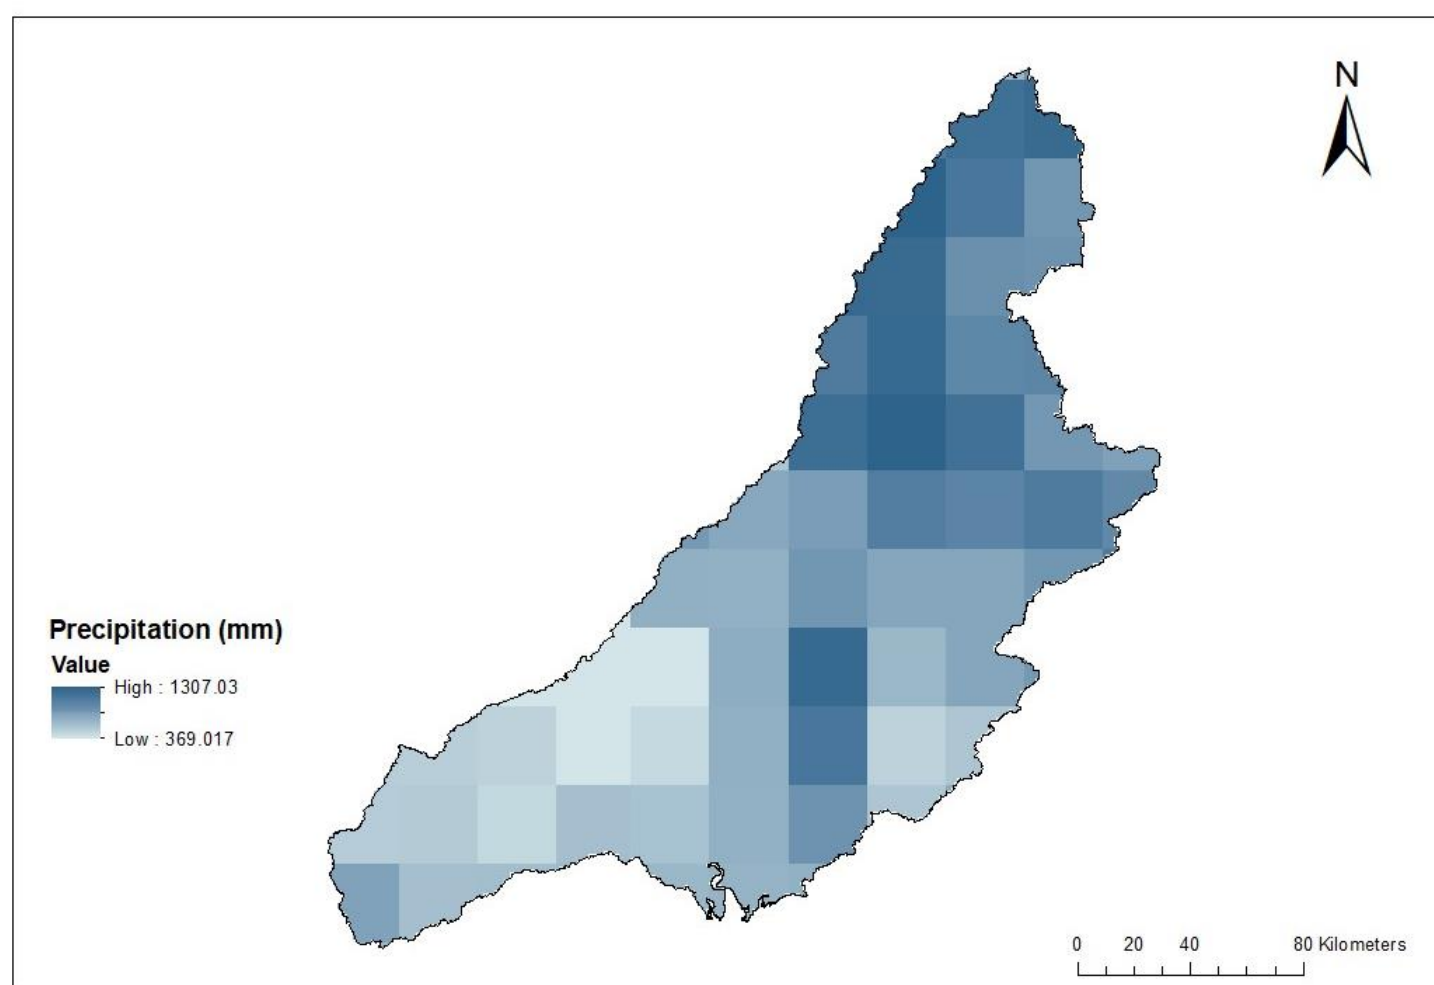 N
Precipitation (mm)
Value
High : 1307.03
Low : 369.017
0 20 40 80 Kilometers